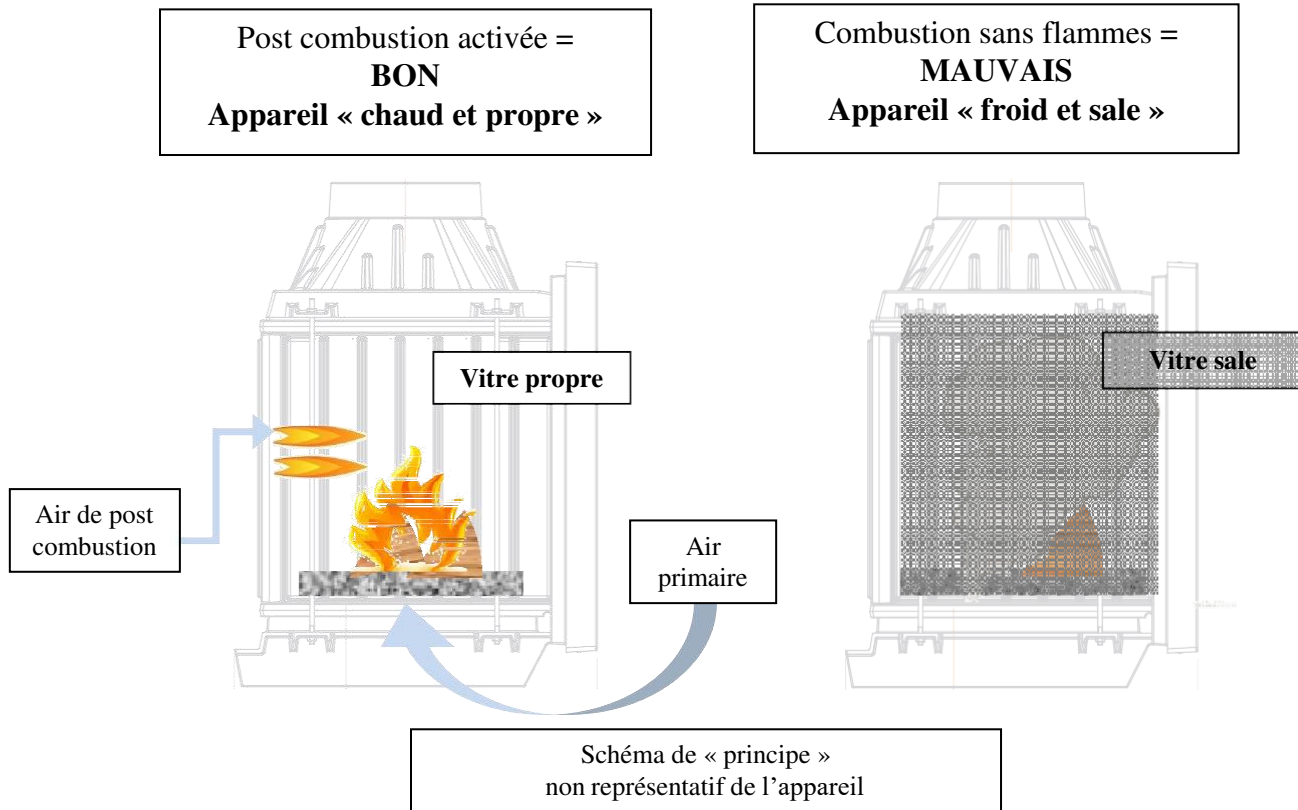 Post combustion activée =
BON
Appareil « chaud et propre »
Combustion sans flammes =
MAUVAIS
Appareil « froid et sale »
Vitre propre
Vitre sale
Air de post
combustion
Air
primaire
Schéma de « principe »
non représentatif de l’appareil